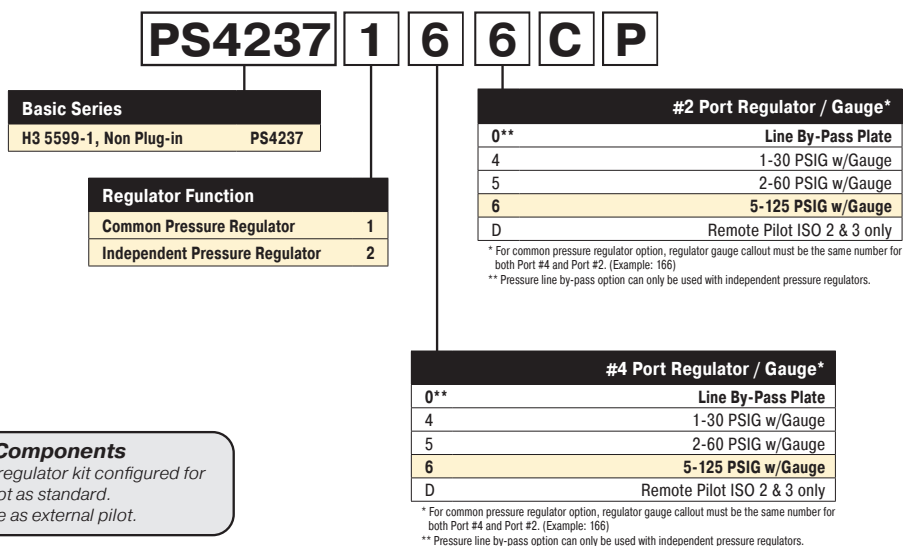 PS4237 1 6 6 C P
Basic Series
H3 5599-1, Non Plug-in PS4237
Regulator Function
Common Pressure Regulator 1
Independent Pressure Regulator 2
#2 Port Regulator / Gauge*
0** Line By-Pass Plate
4 1-30 PSIG w/Gauge
5 2-60 PSIG w/Gauge
6 5-125 PSIG w/Gauge
D Remote Pilot ISO 2 & 3 only
* For common pressure regulator option, regulator gauge callout must be the same number for
both Port #4 and Port #2. (Example: 166)
** Pressure line by-pass option can only be used with independent pressure regulators.
#4 Port Regulator / Gauge*
0** Line By-Pass Plate
4 1-30 PSIG w/Gauge
5 2-60 PSIG w/Gauge
6 5-125 PSIG w/Gauge
D Remote Pilot ISO 2 & 3 only
* For common pressure regulator option, regulator gauge callout must be the same number for
both Port #4 and Port #2. (Example: 166)
** Pressure line by-pass option can only be used with independent pressure regulators.
Components
regulator kit configured for
as standard.
as external pilot.